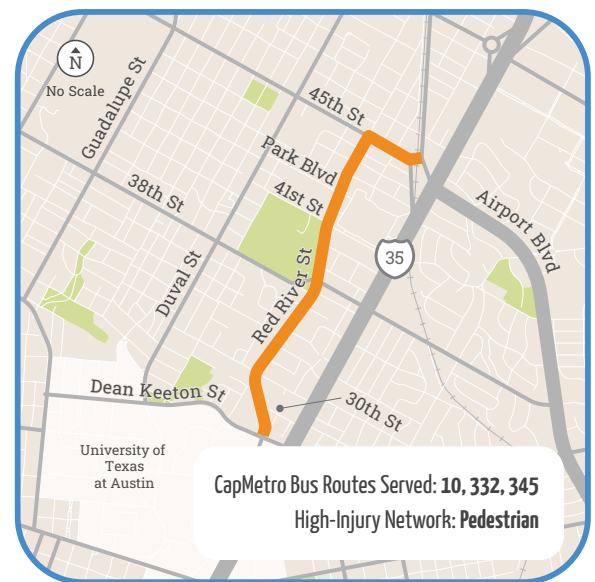 N
No Scale
Guadalupe St
45th St
Park Blvd
41st St
38th St
Airport Blvd
35
Duval St
Red River St
Dean Keeton St
30th St
University of
Texas
at Austin
CapMetro Bus Routes Served: 10, 332, 345
High-Injury Network: Pedestrian